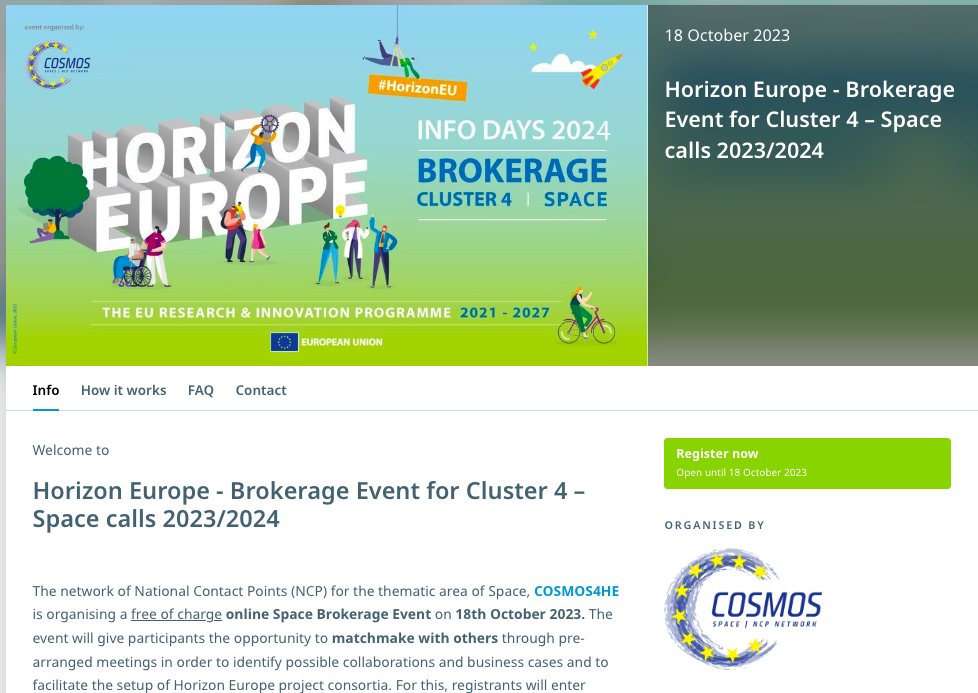 event organised by:
COSMOS
SPACE | NCP NETWORK
#HorizonEU
HORIZON
EUROPE
INFO DAYS 2024
BROKERAGE
CLUSTER 4 | SPACE
THE EU RESEARCH & INNOVATION PROGRAMME 2021 - 2027
EUROPEAN UNION
© European Union, 2021
18 October 2023
Horizon Europe - Brokerage
Event for Cluster 4 – Space
calls 2023/2024
Info How it works FAQ Contact
Welcome to
Horizon Europe - Brokerage Event for Cluster 4 –
Space calls 2023/2024
The network of National Contact Points (NCP) for the thematic area of Space, COSMOS4HE
is organising a free of charge online Space Brokerage Event on 18th October 2023. The
event will give participants the opportunity to matchmake with others through pre-
arranged meetings in order to identify possible collaborations and business cases and to
facilitate the setup of Horizon Europe project consortia. For this, registrants will enter
Register now
Open until 18 October 2023
ORGANISED BY
COSMOS
SPACE | NCP NETWORK